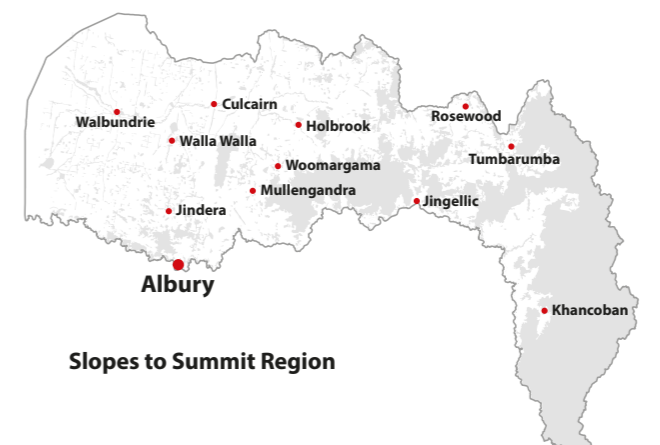 Culcairn
Walbundrie
Rosewood
Holbrook
Walla Walla
Tumbarumba
Woomargama
Mullengandra
Jingellic
Jindera
Albury
Khancoban
Slopes to Summit Region